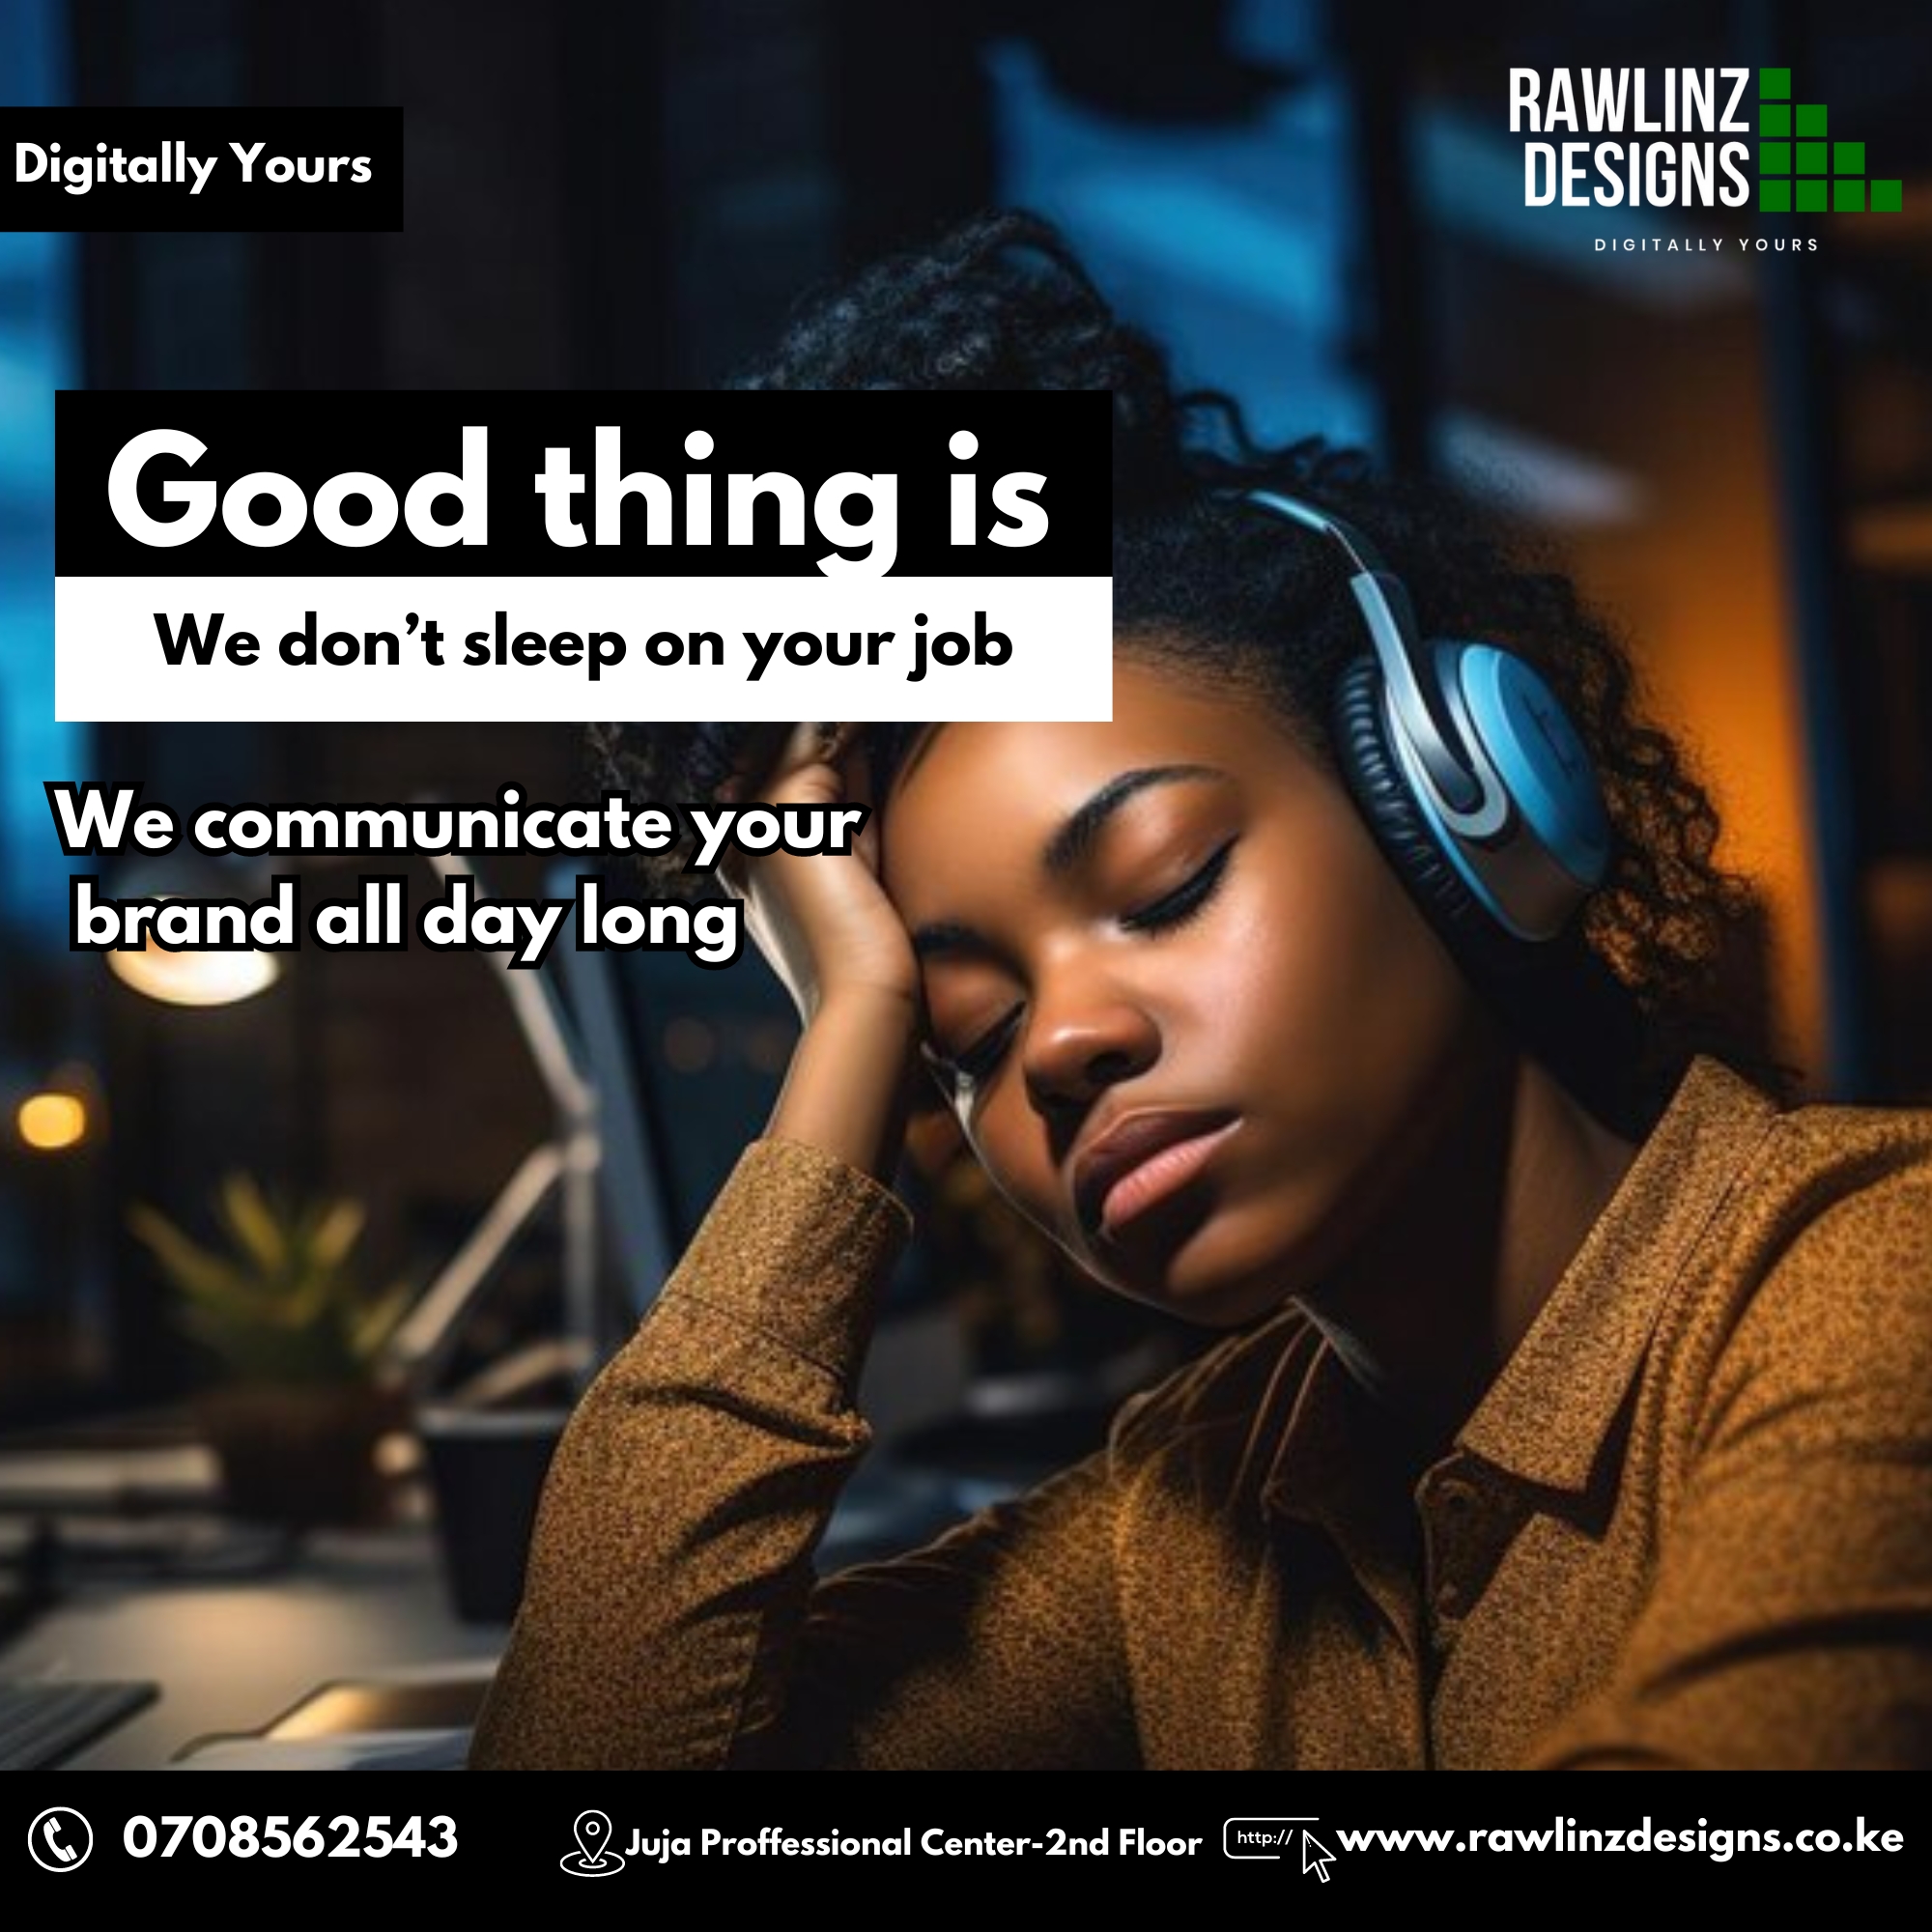 RAWLINZ
DESIGNS
DIGITALLY YOURS
Digitally Yours
Good thing is
We don’t sleep on your job
We communicate your
brand all day long
0708562543
Juja Proffessional Center-2nd Floor
http://
www.rawlinzdesigns.co.ke